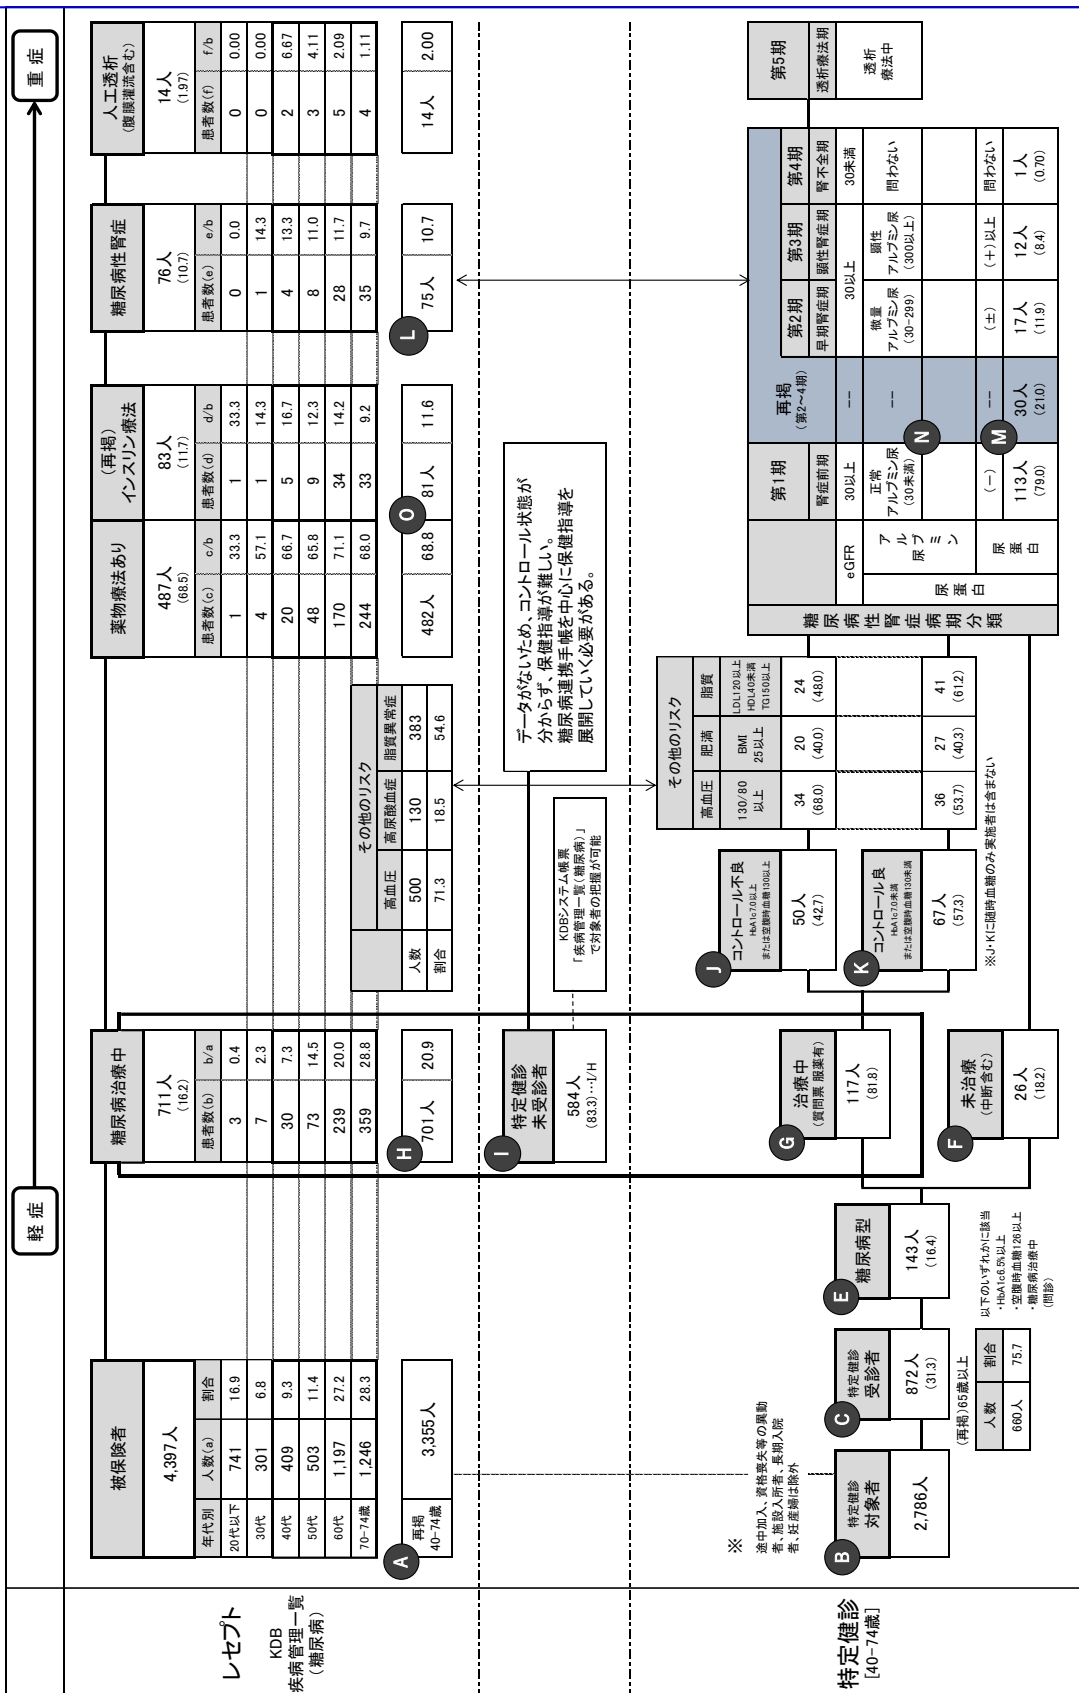 軽症
重症
レセプト
KDB
疾病管理一覧
(糖尿病)
被保険者
4,397人
年代別 人数(a) 割合
20代以下 741 16.9
30代 301 6.8
40代 409 9.3
50代 503 11.4
60代 1,197 27.2
70-74歳 1,246 28.3
A
再掲
40-74歳
3,355人
糖尿病治療中
711人
(16.2)
患者数(b) b/a
3 0.4
7 2.3
30 7.3
73 14.5
239 20.0
359 28.8
H
701人 20.9
その他のリスク
高血圧 高尿酸血症 脂質異常症
人数 500 130 383
割合 71.3 18.5 54.6
薬物療法あり
487人
(68.5)
患者数(c) c/b
1 33.3
4 57.1
20 66.7
48 65.8
170 71.1
244 68.0
482人 68.8
(再掲)
インスリン療法
83人
(11.7)
患者数(d) d/b
1 33.3
1 14.3
5 16.7
9 12.3
34 14.2
33 9.2
O
81人 11.6
糖尿病性腎症
76人
(10.7)
患者数(e) e/b
0 0.0
1 14.3
4 13.3
8 11.0
28 11.7
35 9.7
L
75人 10.7
人工透析
(腹膜灌流含む)
14人
(1.97)
患者数(f) f/b
0 0.00
0 0.00
2 6.67
3 4.11
5 2.09
4 1.11
14人 2.00
I
特定健診
未受診者
584人
(83.3)…I/H
KDBシステム帳票
「疾病管理一覧(糖尿病)」
で対象者の把握が可能
データがないため、コントロール状態が
分からず、保健指導が難しい。
糖尿病連携手帳を中心に保健指導を
展開していく必要がある。
特定健診
[40-74歳]
※
途中加入、資格喪失等の異動
者、施設入所者、長期入院
者、妊産婦は除外
B
特定健診
対象者
2,786人
C
特定健診
受診者
872人
(31.3)
(再掲)65歳以上
人数 割合
660人 75.7
E
糖尿病型
143人
(16.4)
以下のいずれかに該当
・HbA1c6.5%以上
・空腹時血糖126以上
・糖尿病治療中
(問診)
G
治療中
(質問票 服薬有)
117人
(81.8)
F
未治療
(中断含む)
26人
(18.2)
J
コントロール不良
HbA1c7.0以上
または空腹時血糖130以上
50人
(42.7)
K
コントロール良
HbA1c7.0未満
または空腹時血糖130未満
67人
(57.3)
※J・Kに随時血糖のみ実施者は含まない
その他のリスク
高血圧 肥満 脂質
130/80
以上
BMI
25以上
LDL120以上
HDL40未満
TG150以上
34
(68.0)
20
(40.0)
24
(48.0)
36
(53.7)
27
(40.3)
41
(61.2)
糖尿病性腎症病期分類
eGFR
尿蛋白
尿アルブミン
尿蛋白
第1期
腎症前期
30以上
正常
アルブミン尿
(30未満)
(－)
113人
(79.0)
再掲
(第2~4期)
--
--
N
M
--
30人
(21.0)
第2期
早期腎症期
30以上
微量
アルブミン尿
(30-299)
(±)
17人
(11.9)
第3期
顕性腎症期
顕性
アルブミン尿
(300以上)
(+)以上
12人
(8.4)
第4期
腎不全期
30未満
問わない
問わない
1人
(0.70)
第5期
透析療法期
透析
療法中